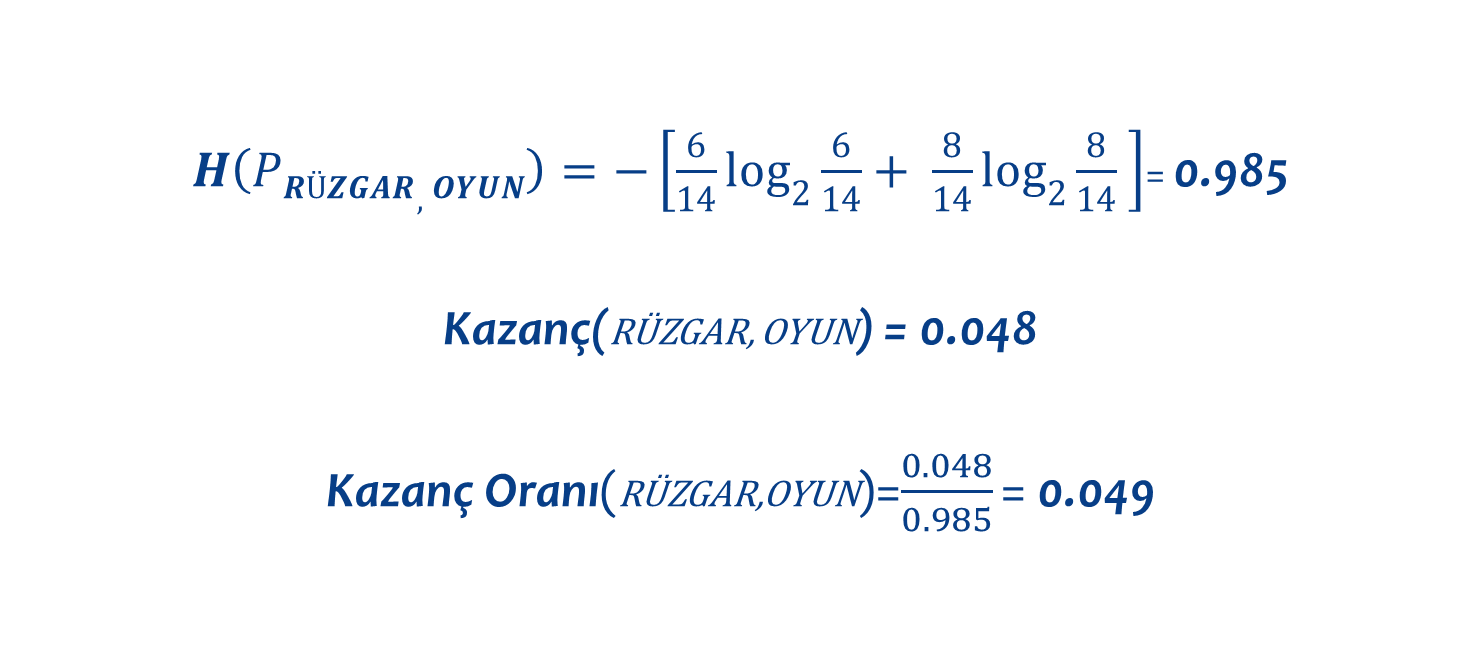 H(P RÜZGAR, OYUN) = − [6/14 log₂ 6/14 + 8/14 log₂ 8/14] = 0.985
Kazanç(RÜZGAR, OYUN) = 0.048
Kazanç Oranı(RÜZGAR,OYUN)=0.048/0.985 = 0.049